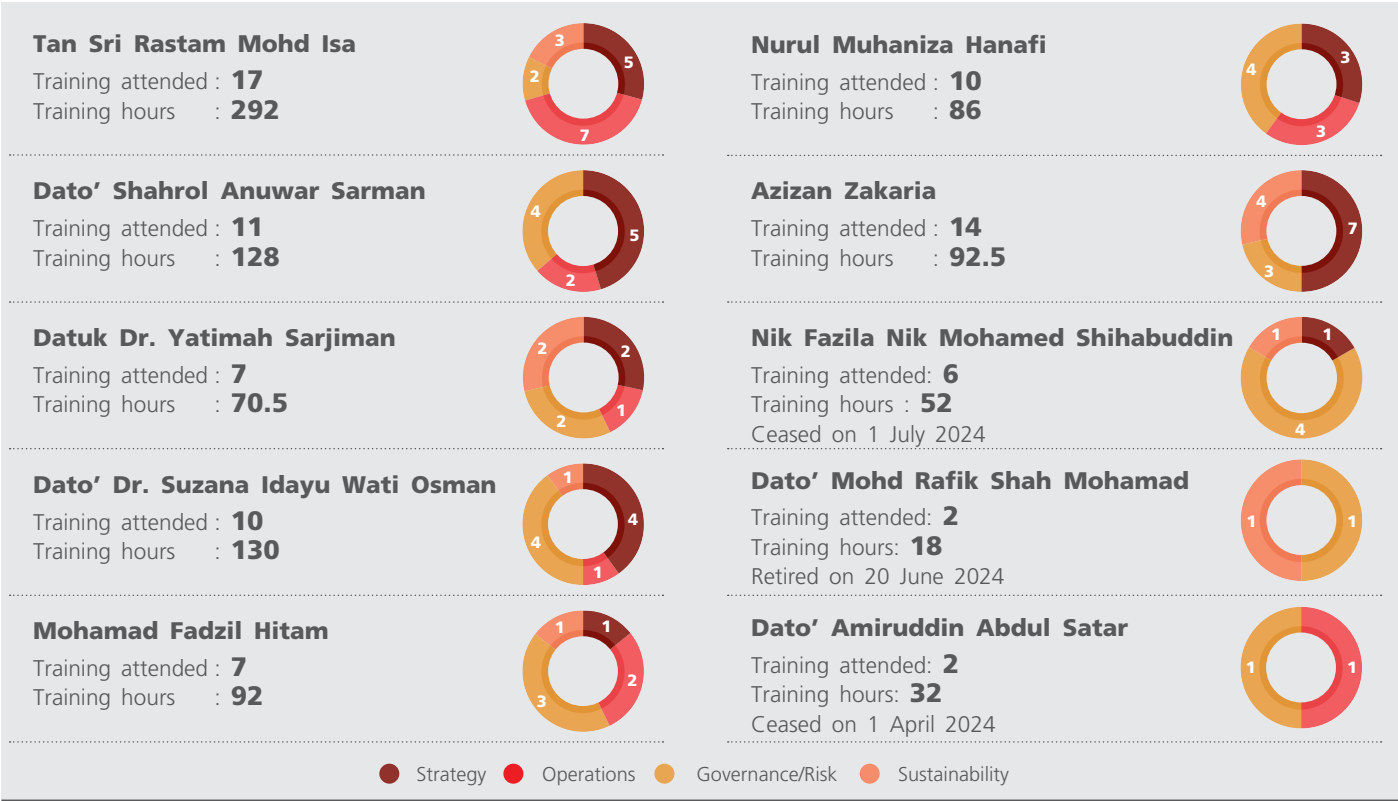 Tan Sri Rastam Mohd Isa
Training attended : 17
Training hours : 292
3
5
2
7
Dato’ Shahrol Anuwar Sarman
Training attended : 11
Training hours : 128
4
5
2
Datuk Dr. Yatimah Sarjiman
Training attended : 7
Training hours : 70.5
2
2
1
2
Dato’ Dr. Suzana Idayu Wati Osman
Training attended : 10
Training hours : 130
1
4
4
1
Mohamad Fadzil Hitam
Training attended : 7
Training hours : 92
1
1
2
3
Nurul Muhaniza Hanafi
Training attended : 10
Training hours : 86
3
4
3
Azizan Zakaria
Training attended : 14
Training hours : 92.5
4
7
3
Nik Fazila Nik Mohamed Shihabuddin
Training attended: 6
Training hours : 52
Ceased on 1 July 2024
1
1
4
Dato’ Mohd Rafik Shah Mohamad
Training attended: 2
Training hours: 18
Retired on 20 June 2024
1
1
Dato’ Amiruddin Abdul Satar
Training attended: 2
Training hours: 32
Ceased on 1 April 2024
1
1
Strategy Operations Governance/Risk Sustainability